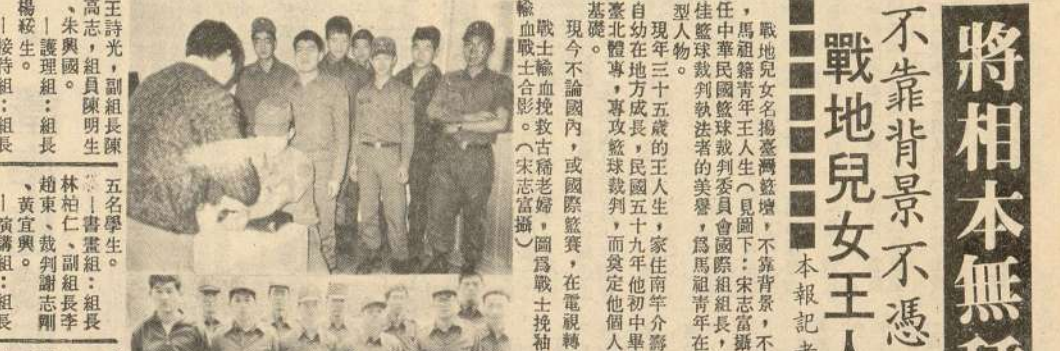 將相本無
不靠背景不憑
戰地兒女王人
本報記者
戰地兒女名揚臺灣籃壇，不靠背景，不
，馬祖籍青年王人生（見圖下：宋志富攝
任中華民國籃球裁判委員會國際組組長，
佳籃球裁判執法者的美譽，爲馬祖青年在
型人物。
現年三十五歲的王人生，家住南竿介壽
自幼在地方成長，民國五十九年他初中畢
臺北體專，專攻籃球裁判，而奠定他個人
基礎。
現今不論國內，或國際籃賽，在電視轉
戰士輸血挽救古稀老婦，圖爲戰士挽袖
輸血戰士合影。（宋志富攝）
王詩光，副組長陳
高志，組員陳明生
、朱興國。
｜護理組：組長
楊綏生。
｜接待組：組長
五名學生。
｜書畫組：組長
林柏仁、副組長李
趙東、裁判謝志剛
、黃宜興。
｜演講組：組長